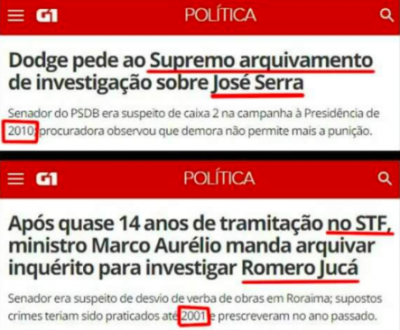 G1 POLÍTICA
Dodge pede ao Supremo arquivamento
de investigação sobre José Serra
Senador do PSDB era suspeito de caixa 2 na campanha à Presidência de
2010; procuradora observou que demora não permite mais a punição.
G1 POLÍTICA
Após quase 14 anos de tramitação no STF,
ministro Marco Aurélio manda arquivar
inquérito para investigar Romero Jucá
Senador era suspeito de desvio de verba de obras em Roraima; supostos
crimes teriam sido praticados até 2001 e prescreveram no ano passado.